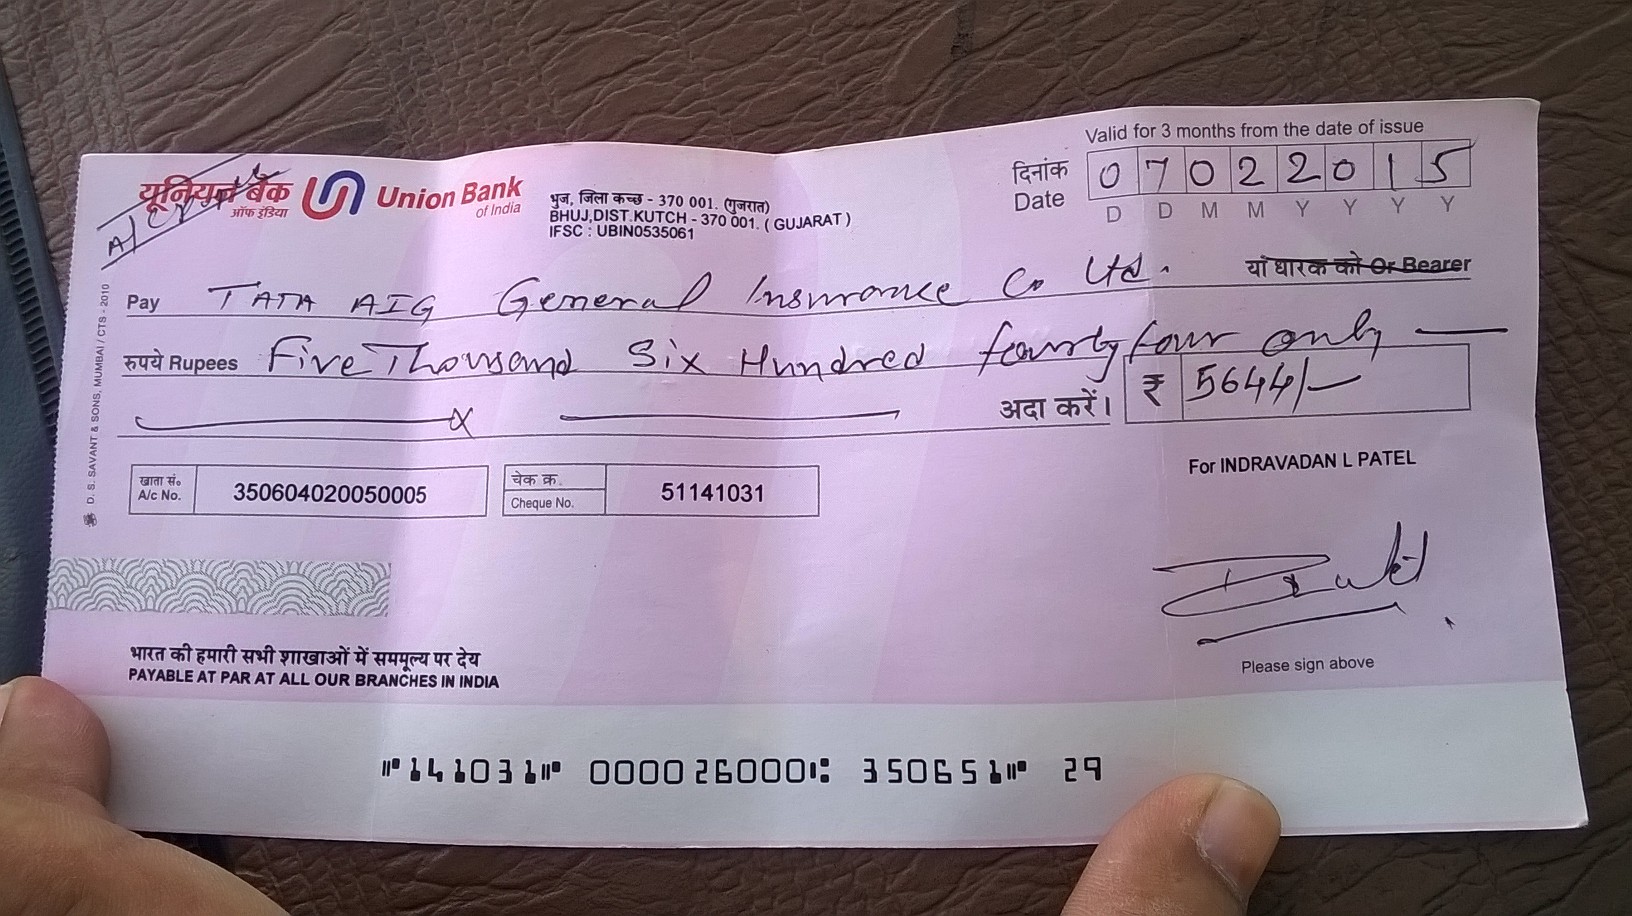 Valid for 3 months from the date of issue
A/C Payee
यूनियन बैंक
ऑफ इंडिया
Union Bank
of India
भुज, जिला कच्छ - 370 001. (गुजरात)
BHUJ,DIST.KUTCH - 370 001. ( GUJARAT )
IFSC : UBIN0535061
दिनांक
Date
0 7 0 2 2 0 1 5
D D M M Y Y Y Y
Pay TATA AIG General Insurance Co Ltd. या धारक को Or Bearer
रुपये Rupees Five Thousand Six Hundred fourty four only
अदा करें। ₹ 5644/-
खाता सं.
A/c No.
350604020050005
चेक क्र.
Cheque No.
51141031
For INDRAVADAN L PATEL
D. S. SAVANT & SONS, MUMBAI / CTS - 2010
Please sign above
भारत की हमारी सभी शाखाओं में सममूल्य पर देय
PAYABLE AT PAR AT ALL OUR BRANCHES IN INDIA
⑈141031⑈ 000026000⑆ 350651⑈ 29